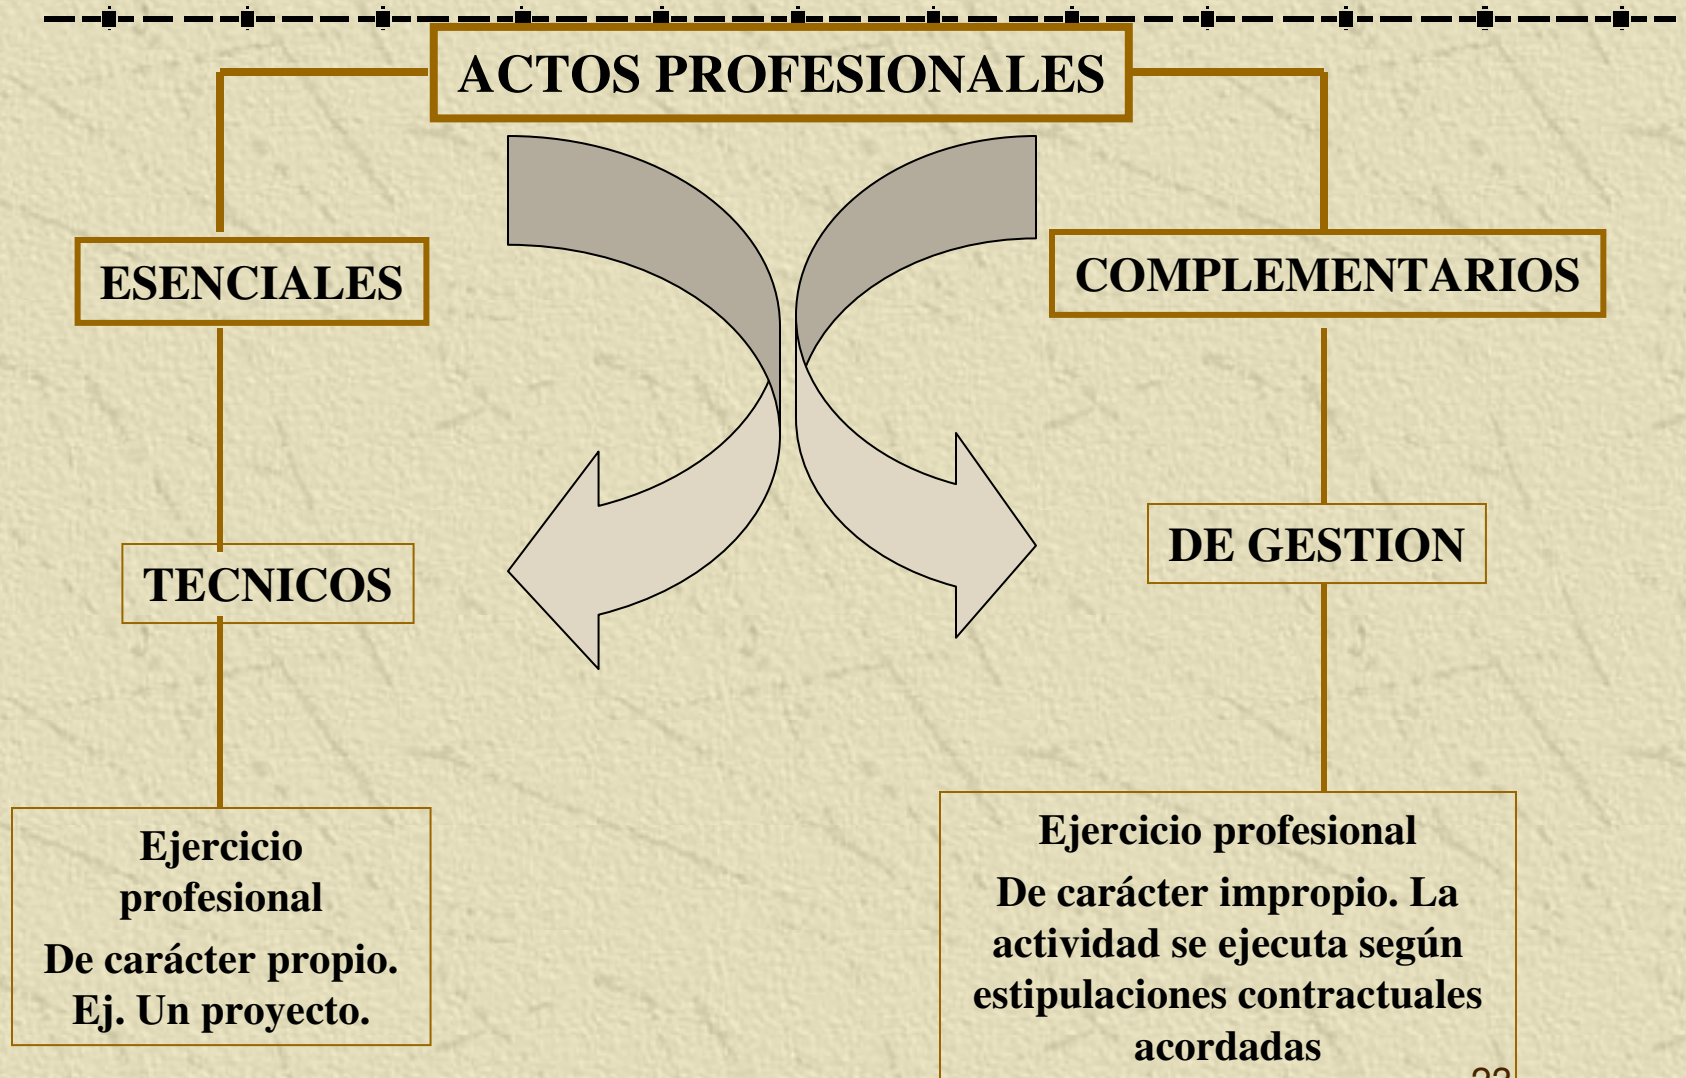 ACTOS PROFESIONALES
ESENCIALES
COMPLEMENTARIOS
TECNICOS
DE GESTION
Ejercicio
profesional
De carácter propio.
Ej. Un proyecto.
Ejercicio profesional
De carácter impropio. La
actividad se ejecuta según
estipulaciones contractuales
acordadas